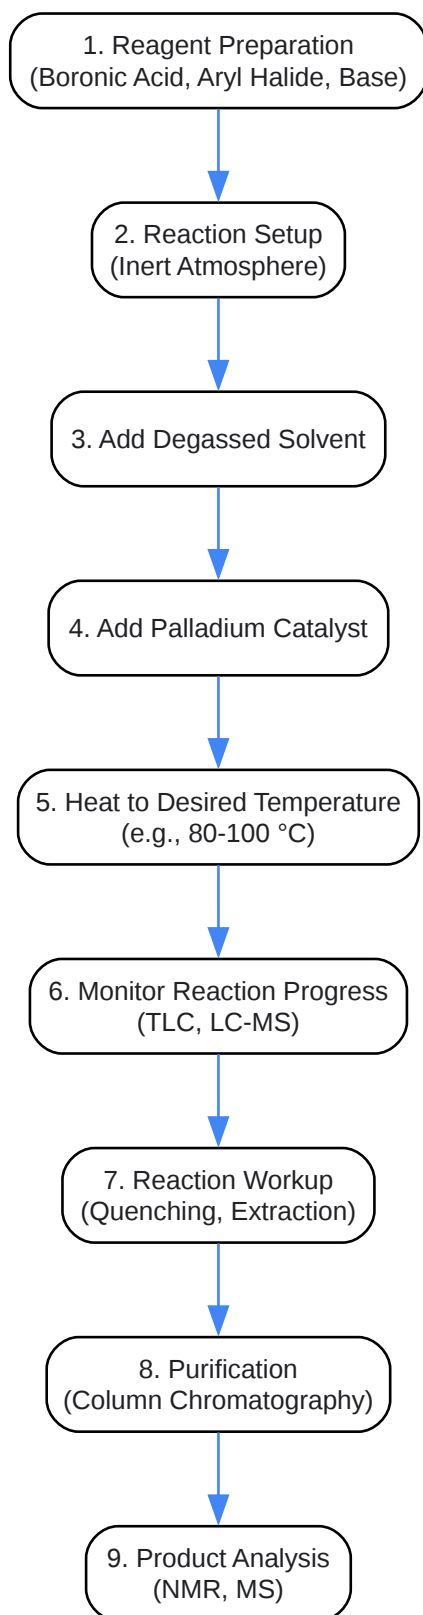 1. Reagent Preparation
(Boronic Acid, Aryl Halide, Base)
2. Reaction Setup
(Inert Atmosphere)
3. Add Degassed Solvent
4. Add Palladium Catalyst
5. Heat to Desired Temperature
(e.g., 80-100 °C)
6. Monitor Reaction Progress
(TLC, LC-MS)
7. Reaction Workup
(Quenching, Extraction)
8. Purification
(Column Chromatography)
9. Product Analysis
(NMR, MS)